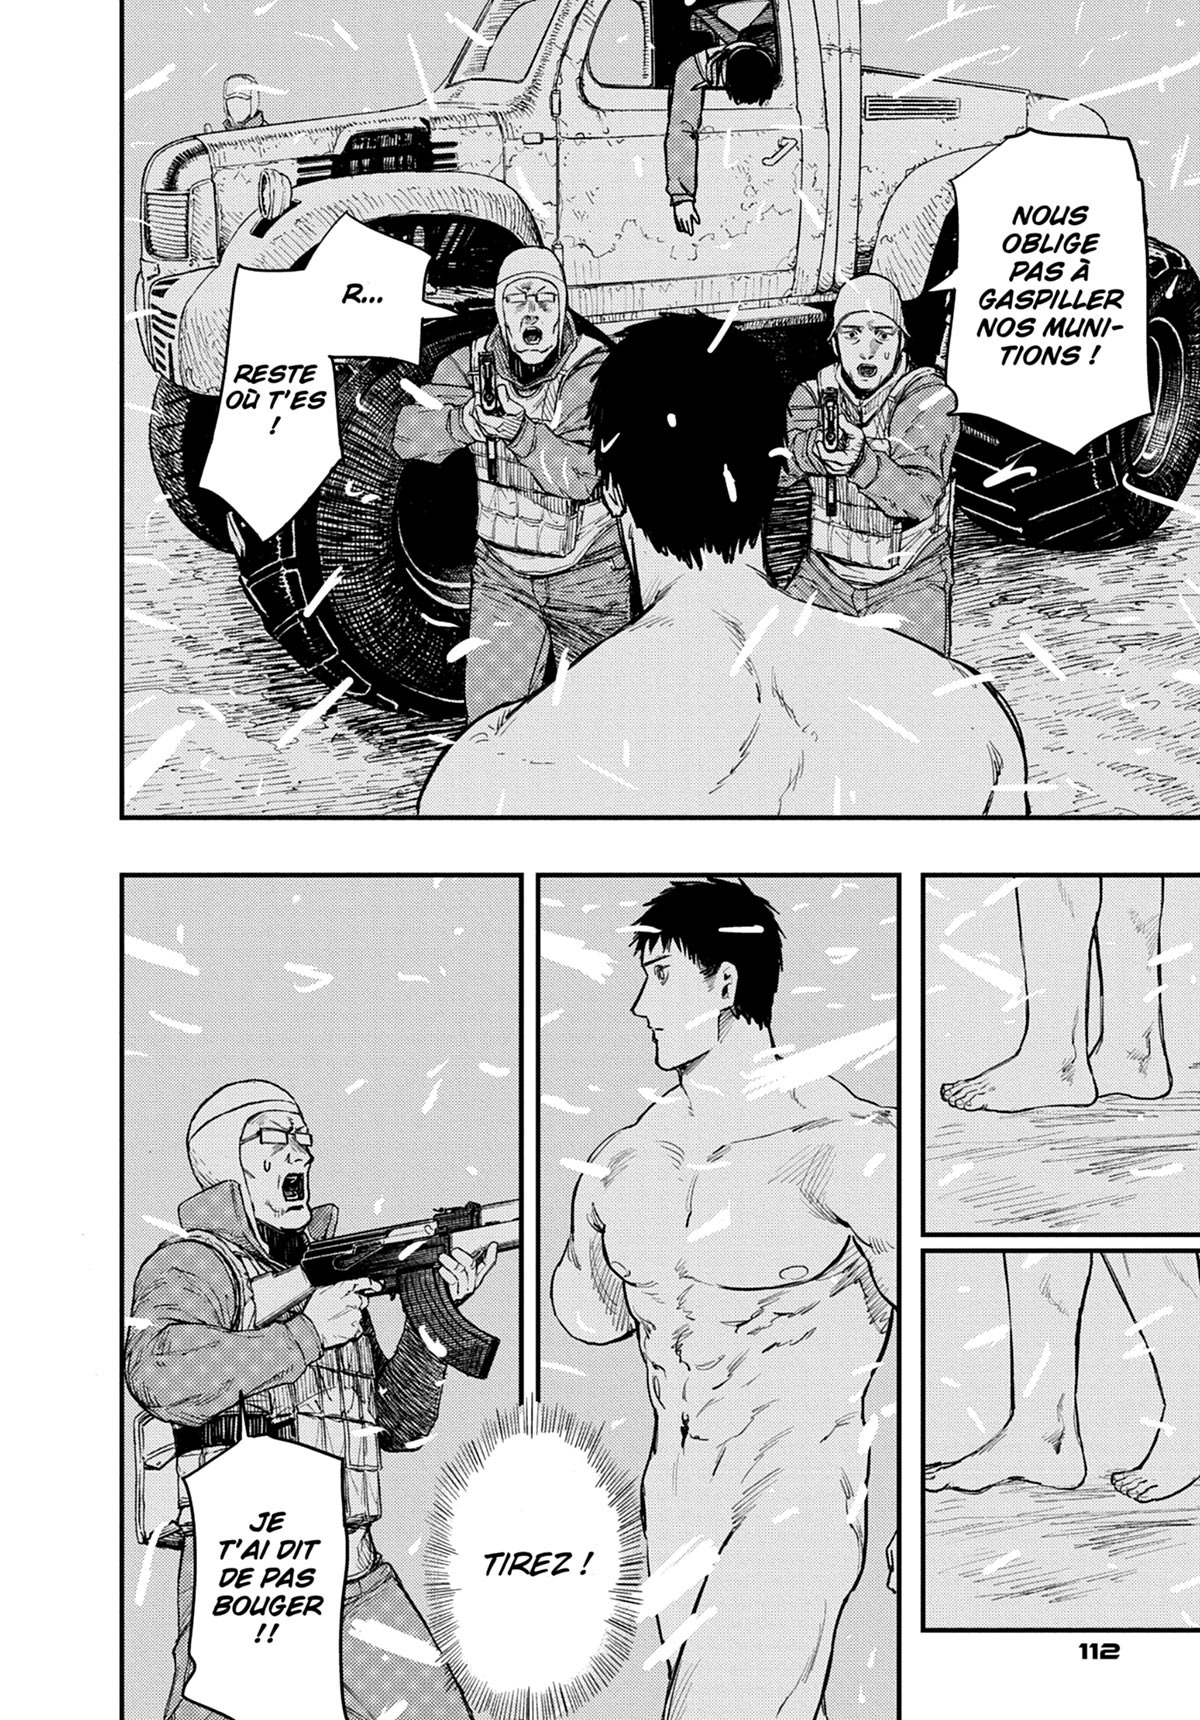 NOUS
OBLIGE
PAS À
GASPILLER
NOS MUNI-
TIONS !
R...
RESTE
OÙ T'ES
!
TIREZ !
JE
T'AI DIT
DE PAS
BOUGER
!!
112